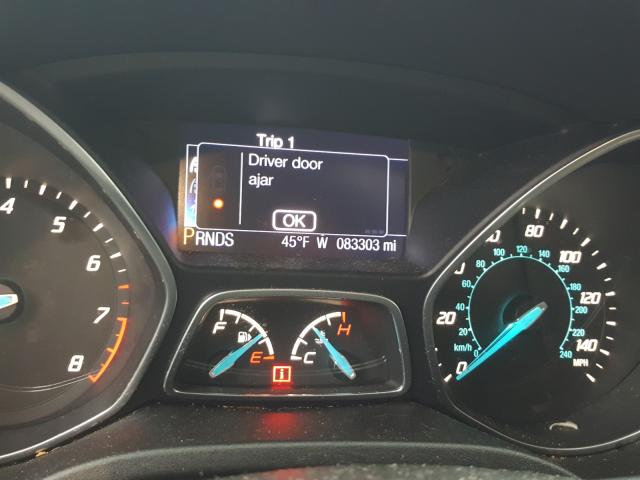 Trip 1
Driver door
ajar
OK
PRNDS 45°F W 083303 mi
4 5 6 7 8
F E
C H
i
0 20 40 60 80 100 120 140
MPH
0 20 40 60 80 100 120 140 160 180 200 240
km/h